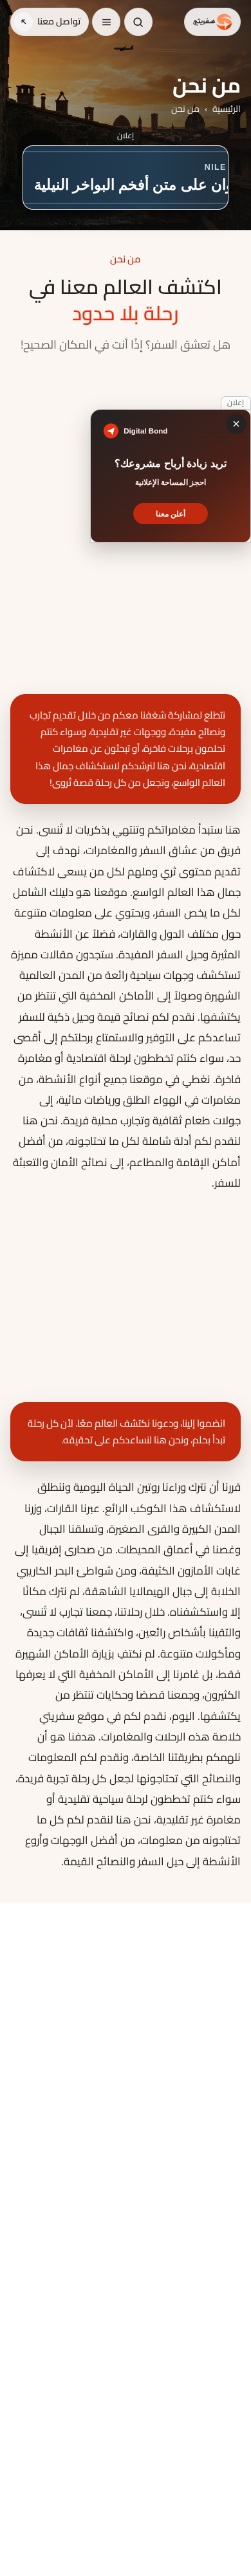 سفريتي
تواصل معنا
من نحن
الرئيسية › من نحن
إعلان
NILE
وان على متن أفخم البواخر النيلية
من نحن
اكتشف العالم معنا في
رحلة بلا حدود
هل تعشق السفر؟ إذًا أنت في المكان الصحيح!
إعلان
Digital Bond
تريد زيادة أرباح مشروعك؟
احجز المساحة الإعلانية
أعلن معنا
نتطلع لمشاركة شغفنا معكم من خلال تقديم تجارب
ونصائح مفيدة، ووجهات غير تقليدية، وسواء كنتم
تحلمون برحلات فاخرة، أو تبحثون عن مغامرات
اقتصادية، نحن هنا لنرشدكم لاستكشاف جمال هذا
العالم الواسع، ونجعل من كل رحلة قصة تُروى!
هنا ستبدأ مغامراتكم وتنتهي بذكريات لا تُنسى. نحن
فريق من عشاق السفر والمغامرات، نهدف إلى
تقديم محتوى ثري وملهم لكل من يسعى لاكتشاف
جمال هذا العالم الواسع. موقعنا هو دليلك الشامل
لكل ما يخص السفر، ويحتوي على معلومات متنوعة
حول مختلف الدول والقارات، فضلاً عن الأنشطة
المثيرة وحيل السفر المفيدة. ستجدون مقالات مميزة
تستكشف وجهات سياحية رائعة من المدن العالمية
الشهيرة وصولاً إلى الأماكن المخفية التي تنتظر من
يكتشفها. نقدم لكم نصائح قيمة وحيل ذكية للسفر
تساعدكم على التوفير والاستمتاع برحلتكم إلى أقصى
حد، سواء كنتم تخططون لرحلة اقتصادية أو مغامرة
فاخرة. نغطي في موقعنا جميع أنواع الأنشطة، من
مغامرات في الهواء الطلق ورياضات مائية، إلى
جولات طعام ثقافية وتجارب محلية فريدة. نحن هنا
لنقدم لكم أدلة شاملة لكل ما تحتاجونه، من أفضل
أماكن الإقامة والمطاعم، إلى نصائح الأمان والتعبئة
للسفر.
انضموا إلينا، ودعونا نكتشف العالم معًا. لأن كل رحلة
تبدأ بحلم، ونحن هنا لنساعدكم على تحقيقه.
قررنا أن نترك وراءنا روتين الحياة اليومية وننطلق
لاستكشاف هذا الكوكب الرائع. عبرنا القارات، وزرنا
المدن الكبيرة والقرى الصغيرة، وتسلقنا الجبال
وغصنا في أعماق المحيطات. من صحارى إفريقيا إلى
غابات الأمازون الكثيفة، ومن شواطئ البحر الكاريبي
الخلابة إلى جبال الهيمالايا الشاهقة، لم نترك مكانًا
إلا واستكشفناه. خلال رحلاتنا، جمعنا تجارب لا تُنسى،
والتقينا بأشخاص رائعين، واكتشفنا ثقافات جديدة
ومأكولات متنوعة. لم نكتفِ بزيارة الأماكن الشهيرة
فقط، بل غامرنا إلى الأماكن المخفية التي لا يعرفها
الكثيرون، وجمعنا قصصًا وحكايات تنتظر من
يكتشفها. اليوم، نقدم لكم في موقع سفريتي
خلاصة هذه الرحلات والمغامرات. هدفنا هو أن
نلهمكم بطريقتنا الخاصة، ونقدم لكم المعلومات
والنصائح التي تحتاجونها لجعل كل رحلة تجربة فريدة،
سواء كنتم تخططون لرحلة سياحية تقليدية أو
مغامرة غير تقليدية، نحن هنا لنقدم لكم كل ما
تحتاجونه من معلومات، من أفضل الوجهات وأروع
الأنشطة إلى حيل السفر والنصائح القيمة.